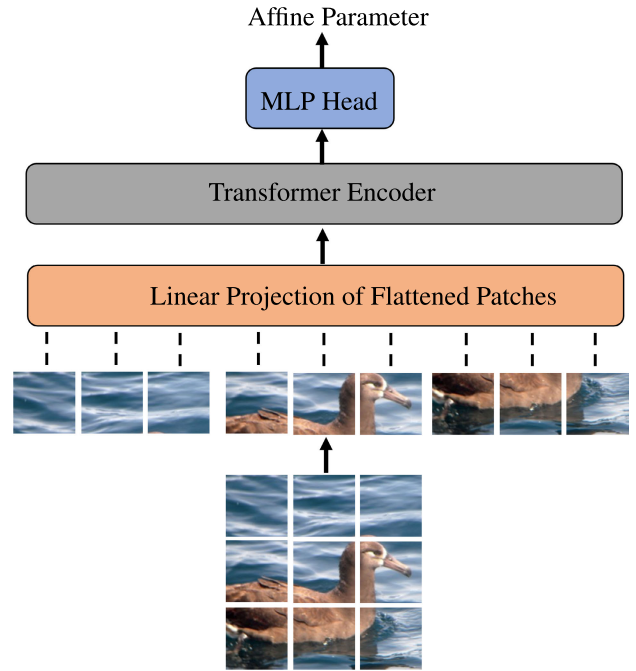 Affine Parameter
MLP Head
Transformer Encoder
Linear Projection of Flattened Patches